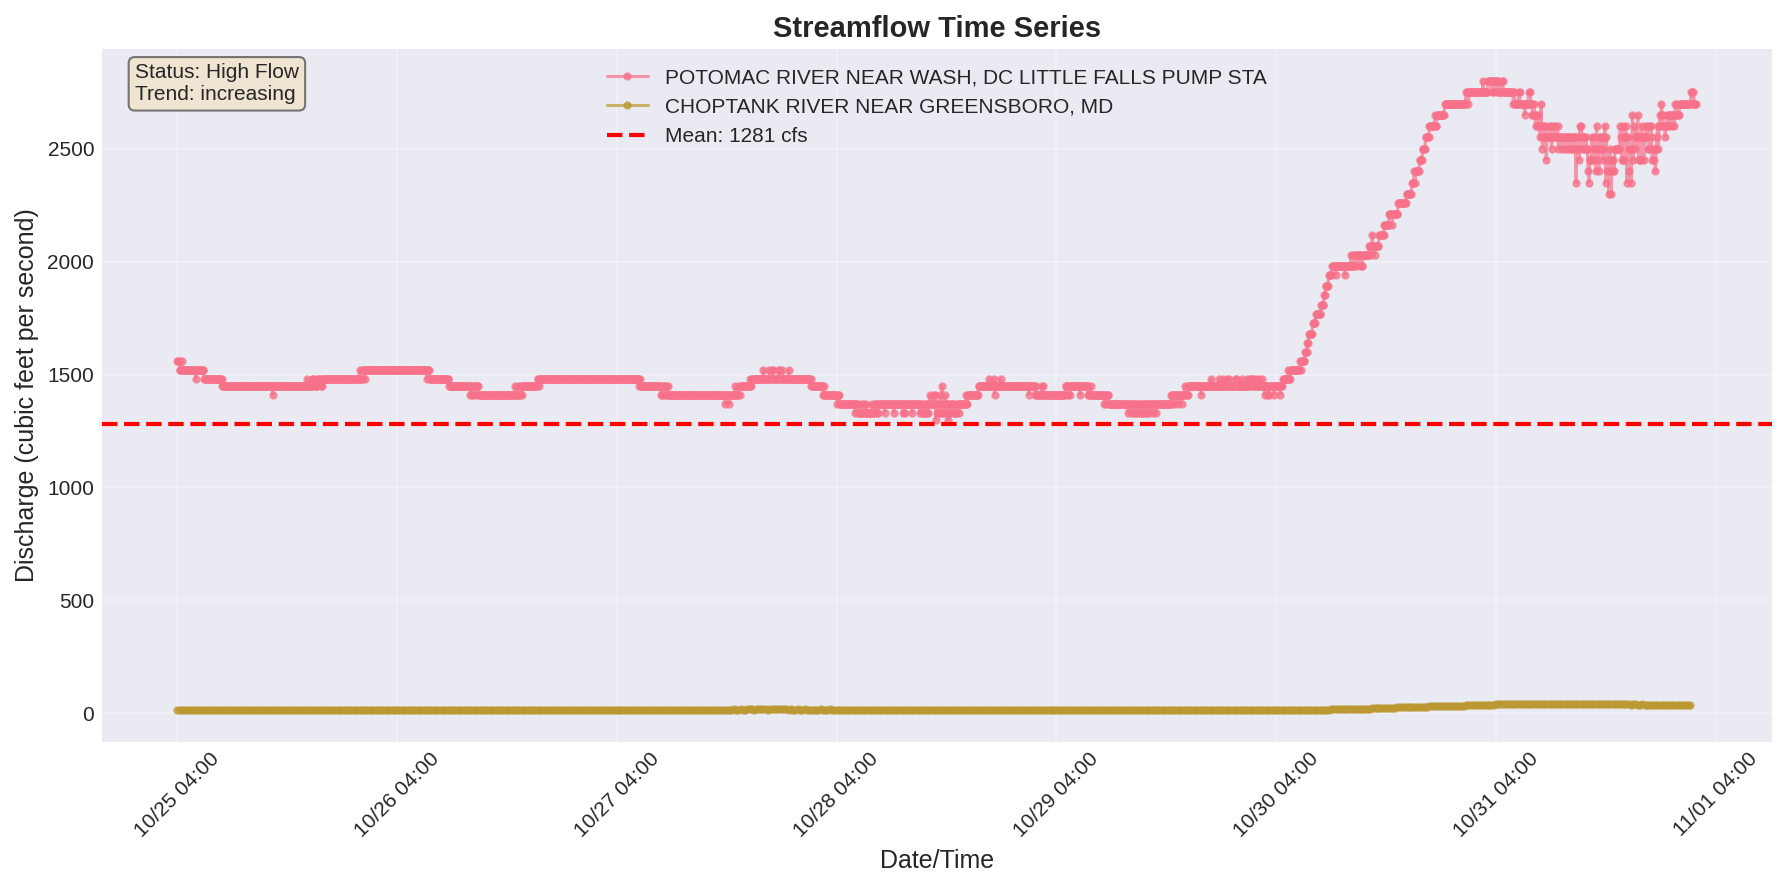 Streamflow Time Series
Status: High Flow
Trend: increasing
POTOMAC RIVER NEAR WASH, DC LITTLE FALLS PUMP STA
CHOPTANK RIVER NEAR GREENSBORO, MD
Mean: 1281 cfs
Discharge (cubic feet per second)
2500
2000
1500
1000
500
0
10/25 04:00
10/26 04:00
10/27 04:00
10/28 04:00
10/29 04:00
10/30 04:00
10/31 04:00
11/01 04:00
Date/Time